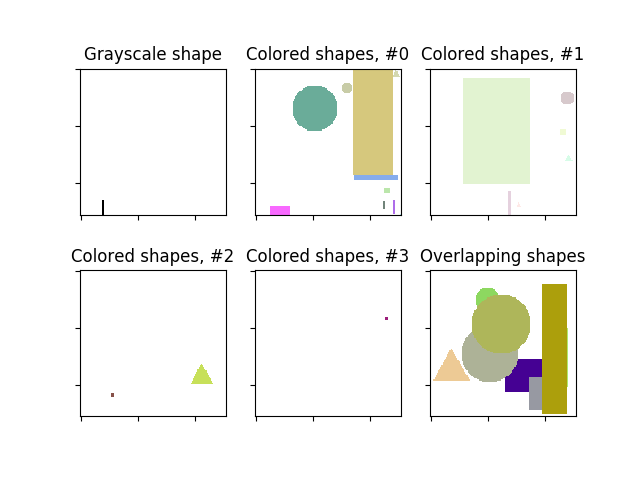 Grayscale shape
Colored shapes, #0
Colored shapes, #1
Colored shapes, #2
Colored shapes, #3
Overlapping shapes